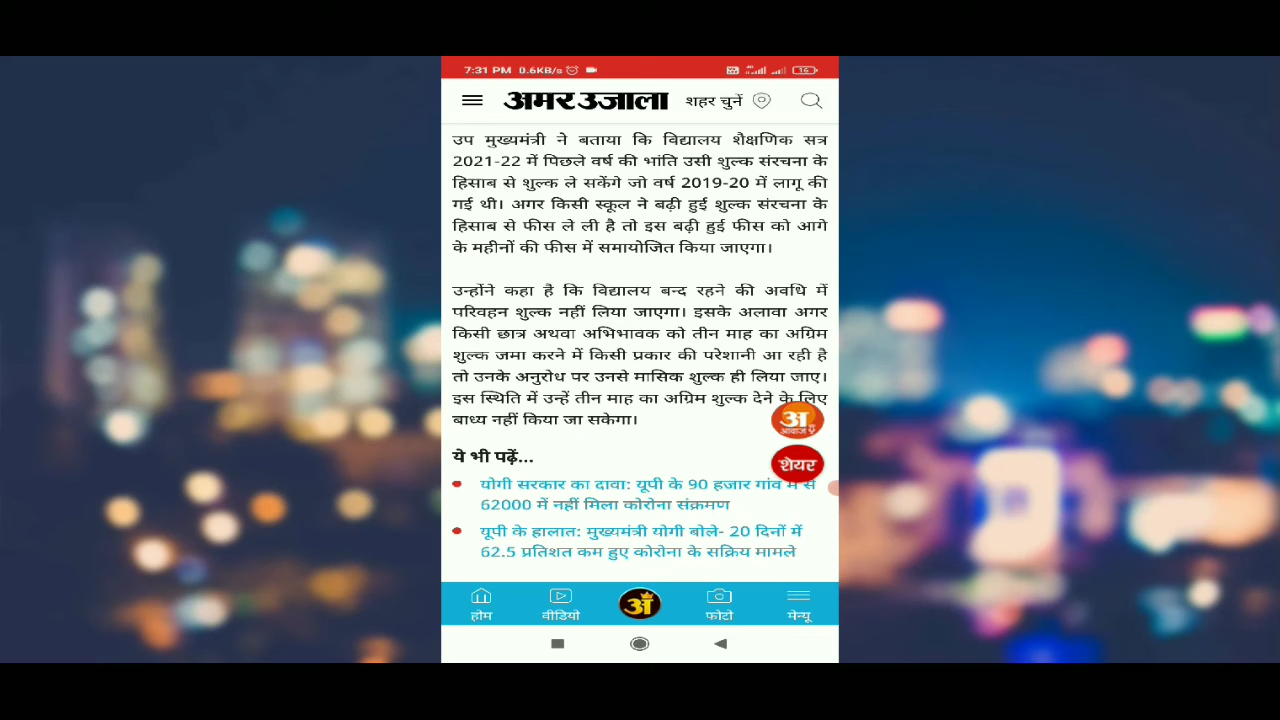 7:31 PM 0.6KB/s
16
अमर उजाला शहर चुनें
उप मुख्यमंत्री ने बताया कि विद्यालय शैक्षणिक सत्र
2021-22 में पिछले वर्ष की भांति उसी शुल्क संरचना के
हिसाब से शुल्क ले सकेंगे जो वर्ष 2019-20 में लागू की
गई थी। अगर किसी स्कूल ने बढ़ी हुई शुल्क संरचना के
हिसाब से फीस ले ली है तो इस बढ़ी हुई फीस को आगे
के महीनों की फीस में समायोजित किया जाएगा।
उन्होंने कहा है कि विद्यालय बन्द रहने की अवधि में
परिवहन शुल्क नहीं लिया जाएगा। इसके अलावा अगर
किसी छात्र अथवा अभिभावक को तीन माह का अग्रिम
शुल्क जमा करने में किसी प्रकार की परेशानी आ रही है
तो उनके अनुरोध पर उनसे मासिक शुल्क ही लिया जाए।
इस स्थिति में उन्हें तीन माह का अग्रिम शुल्क देने के लिए
बाध्य नहीं किया जा सकेगा।
अ
आवाज़
ये भी पढ़ें...
शेयर
योगी सरकार का दावा: यूपी के 90 हजार गांव में से
62000 में नहीं मिला कोरोना संक्रमण
यूपी के हालात: मुख्यमंत्री योगी बोले- 20 दिनों में
62.5 प्रतिशत कम हुए कोरोना के सक्रिय मामले
अ
होम वीडियो फ़ोटो मेन्यू